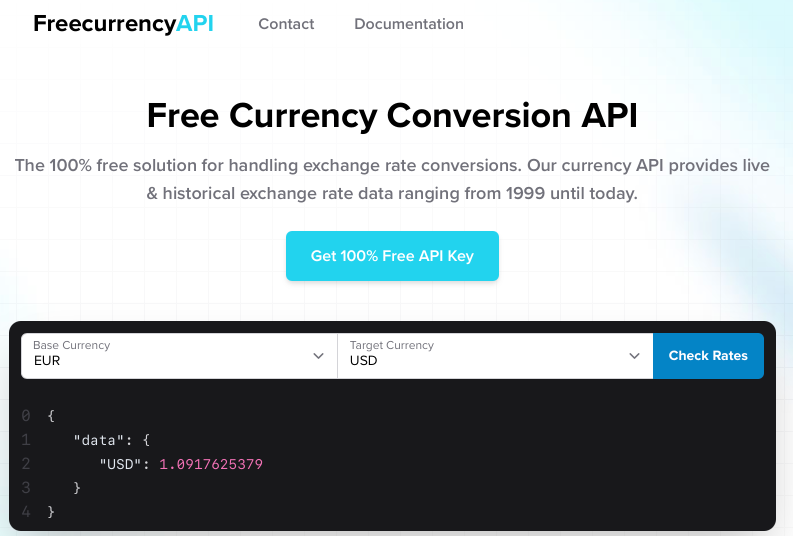 FreecurrencyAPI Contact Documentation
Free Currency Conversion API
The 100% free solution for handling exchange rate conversions. Our currency API provides live
& historical exchange rate data ranging from 1999 until today.
Get 100% Free API Key
Base Currency Target Currency
EUR USD Check Rates
0 {
1 "data": {
2 "USD": 1.0917625379
3 }
4 }